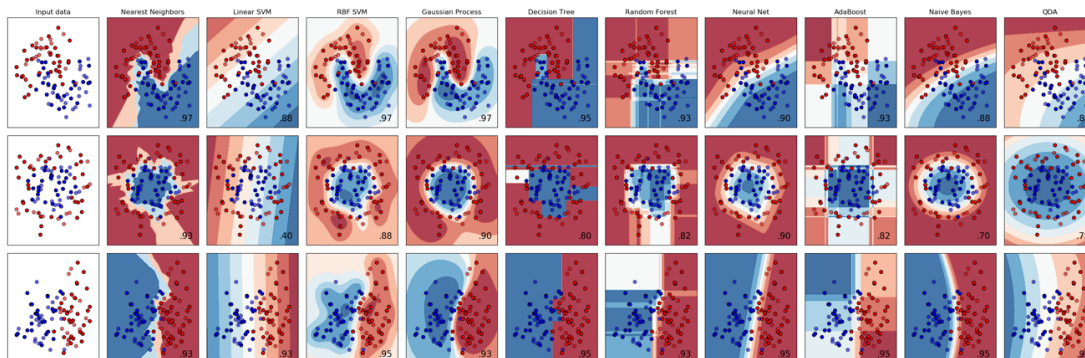 Input data
Nearest Neighbors
Linear SVM
RBF SVM
Gaussian Process
Decision Tree
Random Forest
Neural Net
AdaBoost
Naive Bayes
QDA
.97
.88
.97
.97
.95
.93
.90
.93
.88
.93
.40
.88
.90
.80
.82
.90
.82
.70
.93
.93
.95
.93
.95
.93
.95
.95
.95